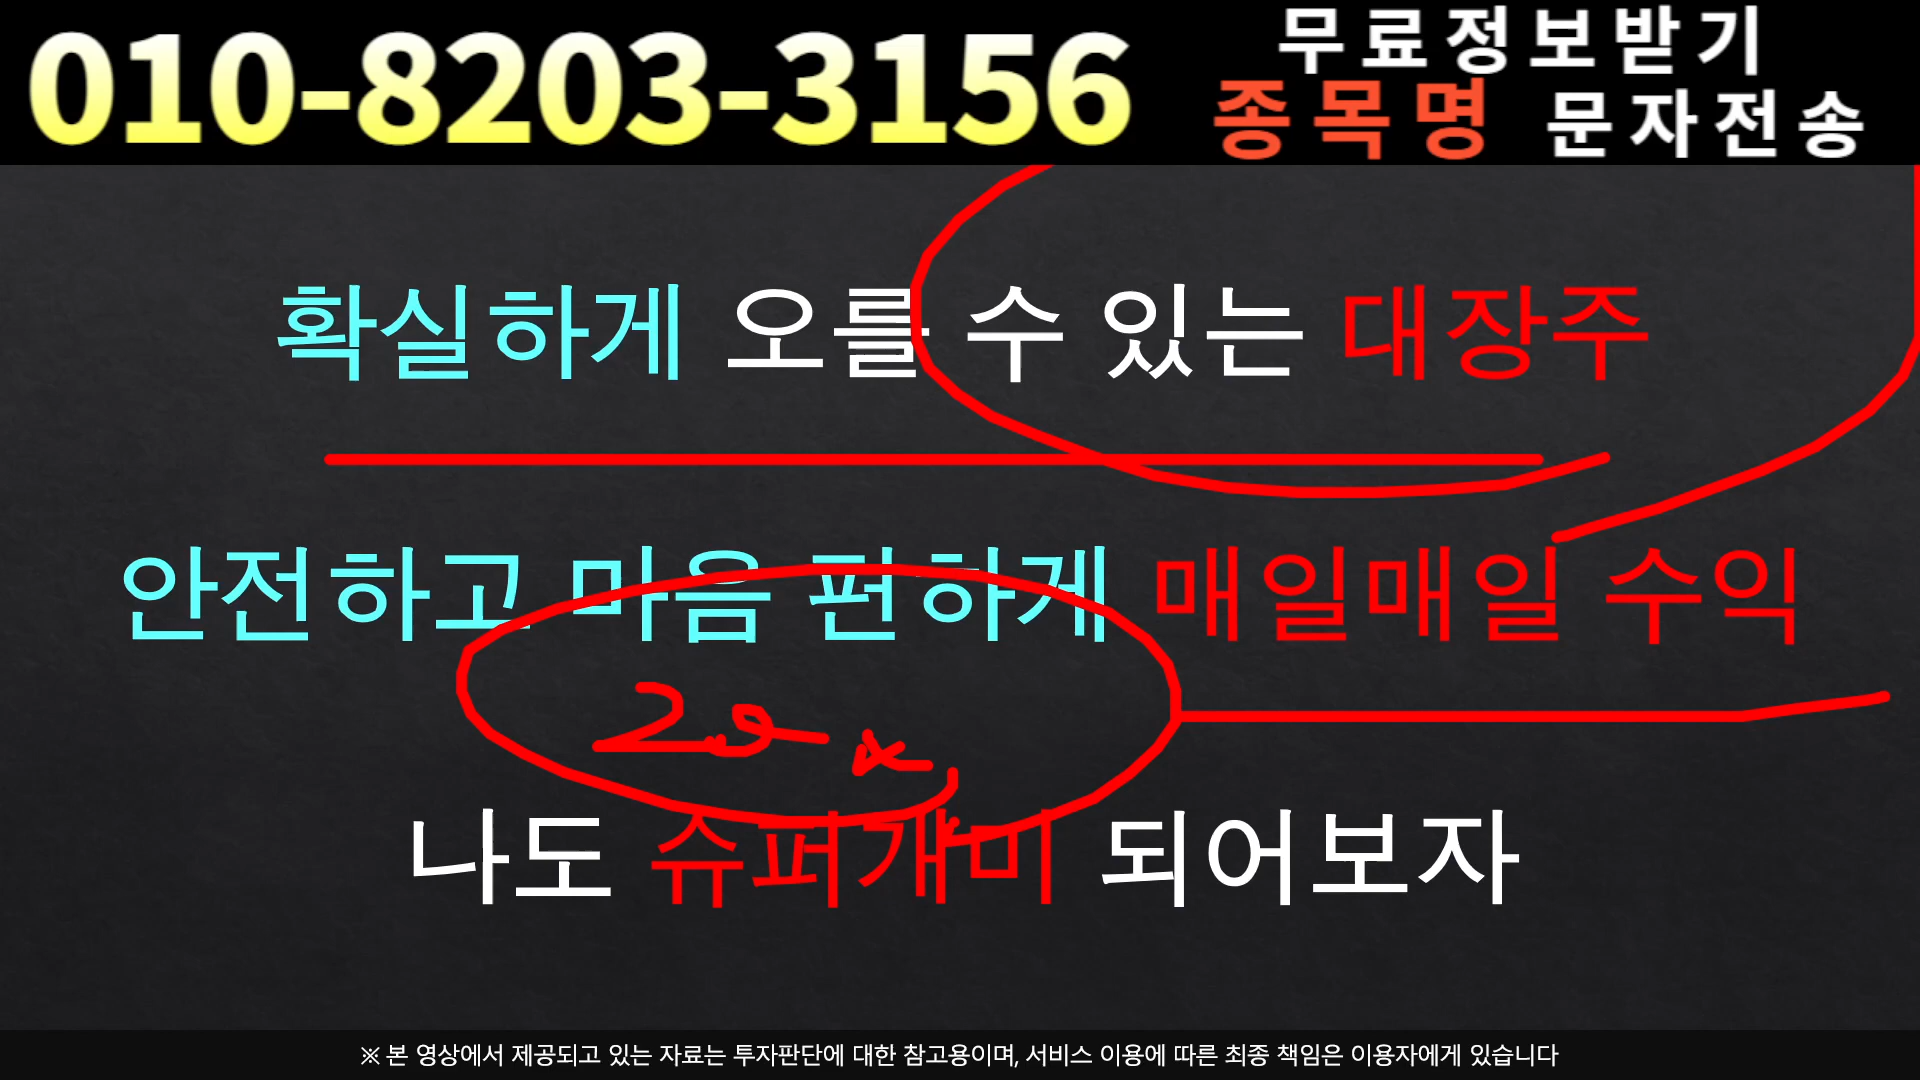 010-8203-3156
무료정보받기
종목명 문자전송
확실하게 오를 수 있는 대장주
안전하고 마음 편하게 매일매일 수익
나도 슈퍼개미 되어보자
※ 본 영상에서 제공되고 있는 자료는 투자판단에 대한 참고용이며, 서비스 이용에 따른 최종 책임은 이용자에게 있습니다